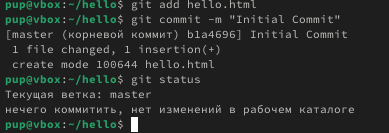 pup@vbox:~/hello$ git add hello.html
pup@vbox:~/hello$ git commit -m "Initial Commit"
[master (корневой коммит) b1a4696] Initial Commit
 1 file changed, 1 insertion(+)
 create mode 100644 hello.html
pup@vbox:~/hello$ git status
Текущая ветка: master
нечего коммитить, нет изменений в рабочем каталоге
pup@vbox:~/hello$